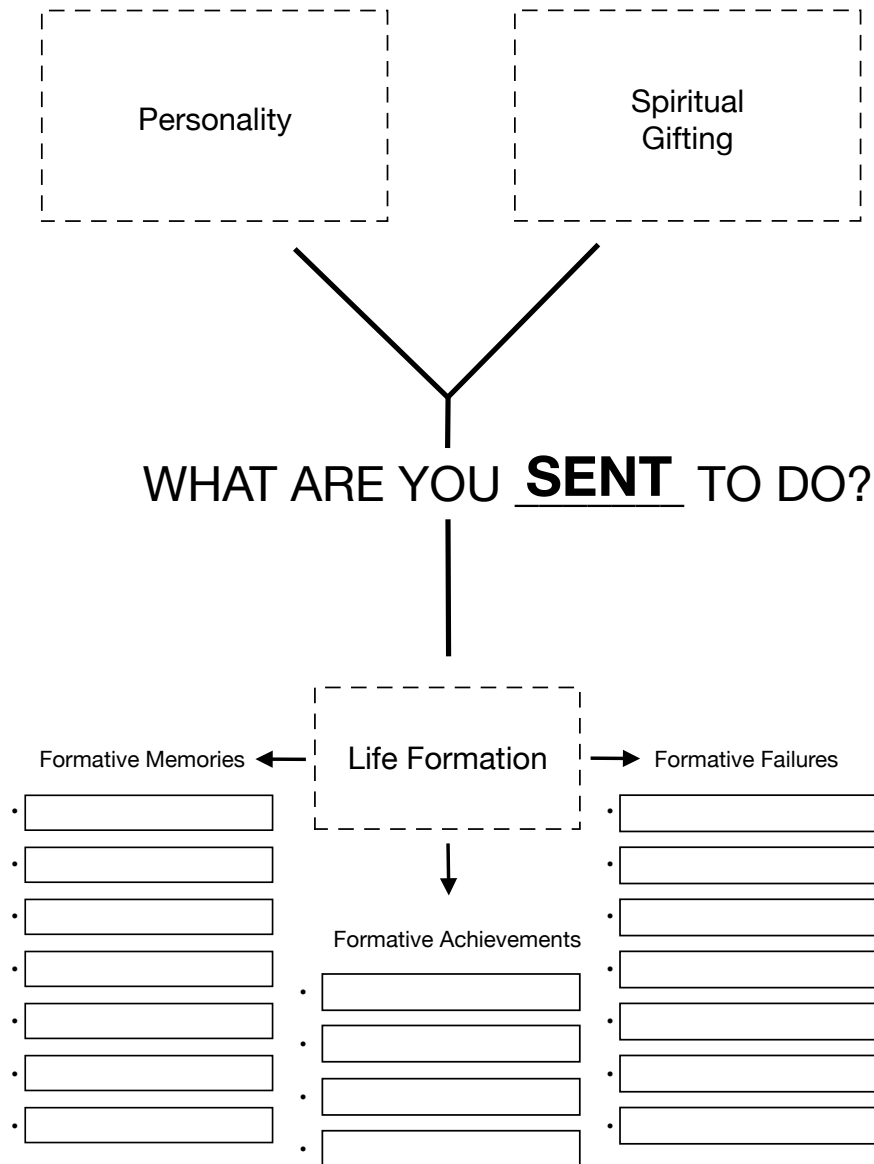 Personality
Spiritual
Gifting
WHAT ARE YOU SENT TO DO?
Life Formation
Formative Memories
Formative Failures
Formative Achievements